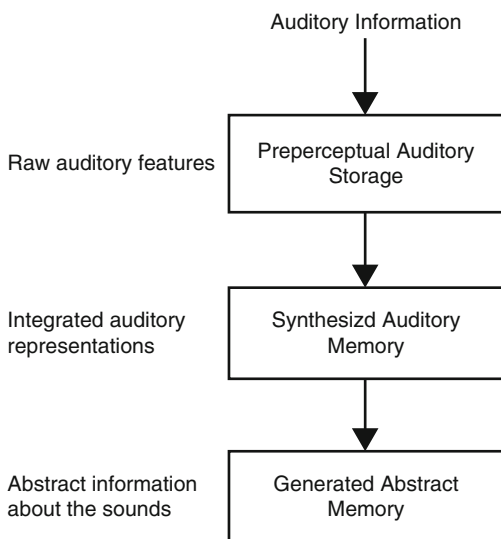 Auditory Information
Raw auditory features
Preperceptual Auditory
Storage
Integrated auditory
representations
Synthesizd Auditory
Memory
Abstract information
about the sounds
Generated Abstract
Memory